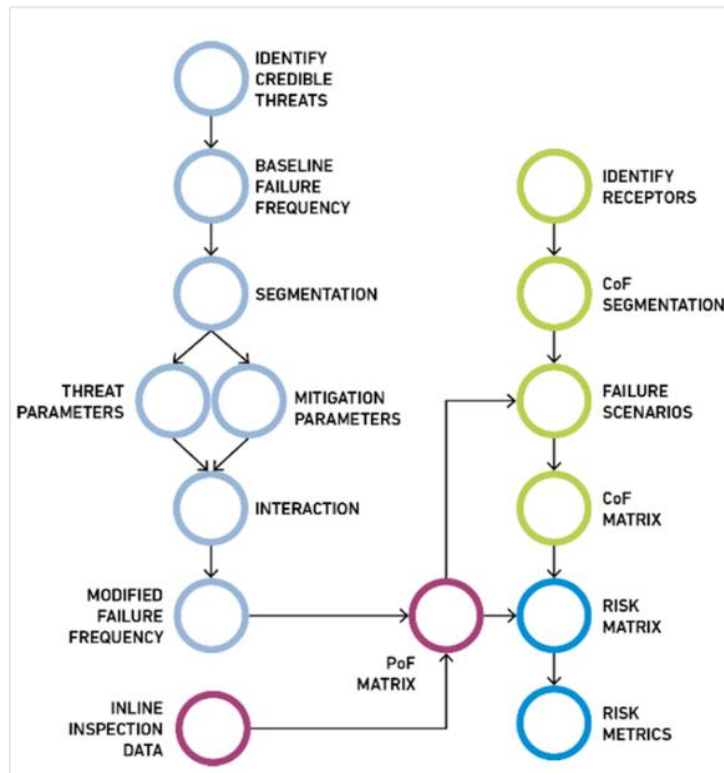 IDENTIFY
CREDIBLE
THREATS
BASELINE
FAILURE
FREQUENCY
SEGMENTATION
THREAT
PARAMETERS
MITIGATION
PARAMETERS
INTERACTION
MODIFIED
FAILURE
FREQUENCY
INLINE
INSPECTION
DATA
PoF
MATRIX
IDENTIFY
RECEPTORS
CoF
SEGMENTATION
FAILURE
SCENARIOS
CoF
MATRIX
RISK
MATRIX
RISK
METRICS